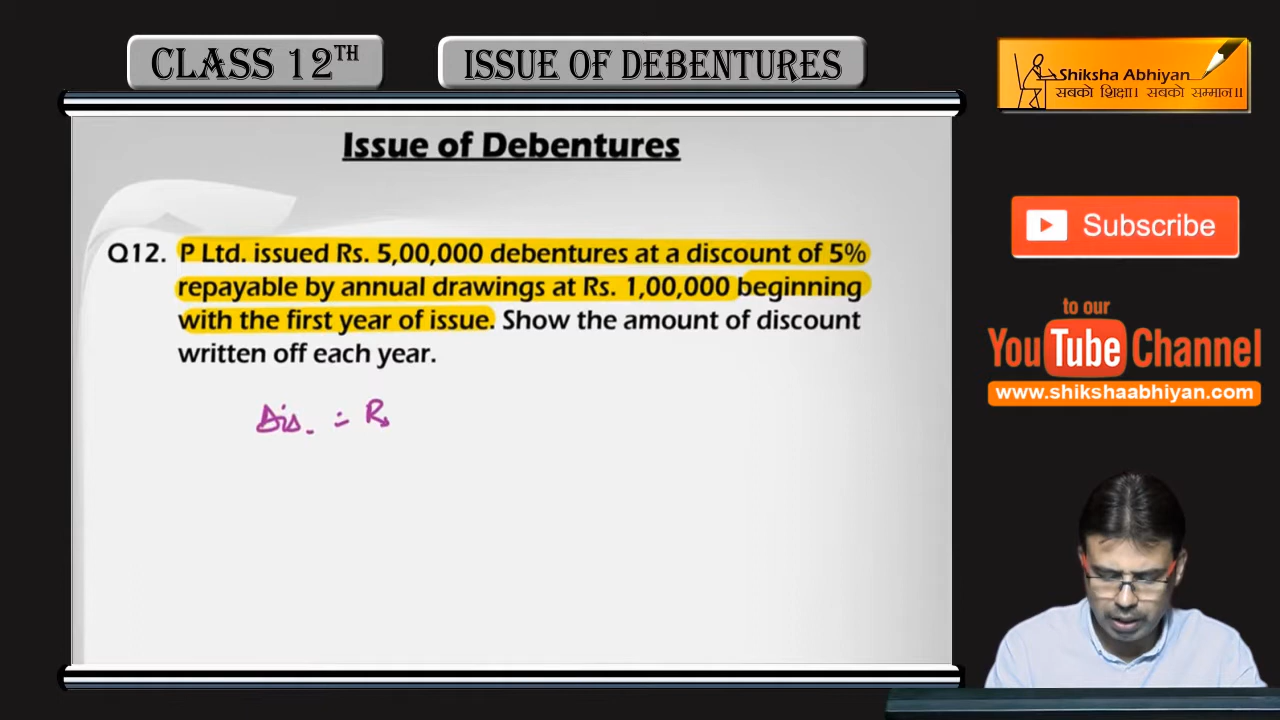 CLASS 12TH
ISSUE OF DEBENTURES
Shiksha Abhiyan
सबको शिक्षा। सबको सम्मान॥
Issue of Debentures
Q12. P Ltd. issued Rs. 5,00,000 debentures at a discount of 5%
repayable by annual drawings at Rs. 1,00,000 beginning
with the first year of issue. Show the amount of discount
written off each year.
Dis. = Rs
Subscribe
to our
YouTube Channel
www.shikshaabhiyan.com